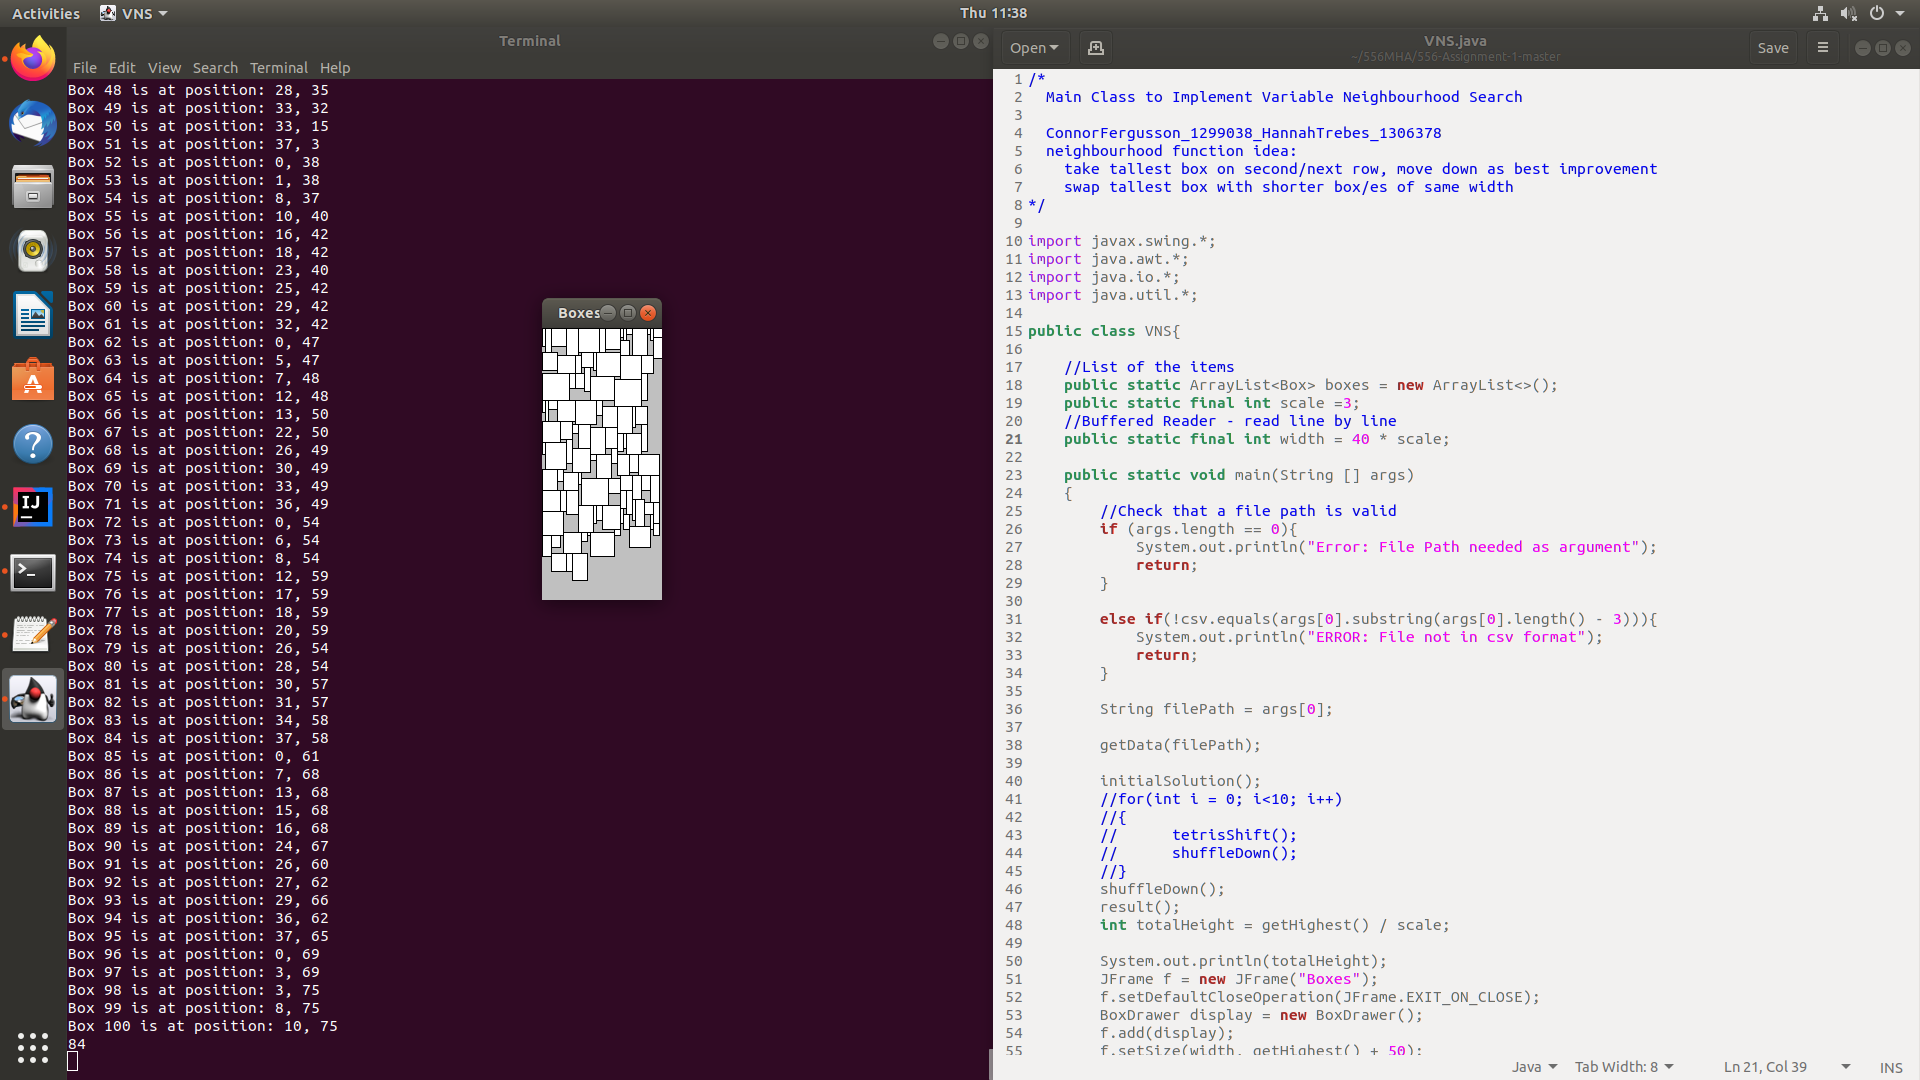 Activities
VNS
Thu 11:38
Terminal
File Edit View Search Terminal Help
Box 48 is at position: 28, 35
Box 49 is at position: 33, 32
Box 50 is at position: 33, 15
Box 51 is at position: 37, 3
Box 52 is at position: 0, 38
Box 53 is at position: 1, 38
Box 54 is at position: 8, 37
Box 55 is at position: 10, 40
Box 56 is at position: 16, 42
Box 57 is at position: 18, 42
Box 58 is at position: 23, 40
Box 59 is at position: 25, 42
Box 60 is at position: 29, 42
Box 61 is at position: 32, 42
Box 62 is at position: 0, 47
Box 63 is at position: 5, 47
Box 64 is at position: 7, 48
Box 65 is at position: 12, 48
Box 66 is at position: 13, 50
Box 67 is at position: 22, 50
Box 68 is at position: 26, 49
Box 69 is at position: 30, 49
Box 70 is at position: 33, 49
Box 71 is at position: 36, 49
Box 72 is at position: 0, 54
Box 73 is at position: 6, 54
Box 74 is at position: 8, 54
Box 75 is at position: 12, 59
Box 76 is at position: 17, 59
Box 77 is at position: 18, 59
Box 78 is at position: 20, 59
Box 79 is at position: 26, 54
Box 80 is at position: 28, 54
Box 81 is at position: 30, 57
Box 82 is at position: 31, 57
Box 83 is at position: 34, 58
Box 84 is at position: 37, 58
Box 85 is at position: 0, 61
Box 86 is at position: 7, 68
Box 87 is at position: 13, 68
Box 88 is at position: 15, 68
Box 89 is at position: 16, 68
Box 90 is at position: 24, 67
Box 91 is at position: 26, 60
Box 92 is at position: 27, 62
Box 93 is at position: 29, 66
Box 94 is at position: 36, 62
Box 95 is at position: 37, 65
Box 96 is at position: 0, 69
Box 97 is at position: 3, 69
Box 98 is at position: 3, 75
Box 99 is at position: 8, 75
Box 100 is at position: 10, 75
84
Boxes
IJ
Open
VNS.java
~/556MHA/556-Assignment-1-master
Save
1 /*
2 Main Class to Implement Variable Neighbourhood Search
3
4 ConnorFergusson_1299038_HannahTrebes_1306378
5 neighbourhood function idea:
6 take tallest box on second/next row, move down as best improvement
7 swap tallest box with shorter box/es of same width
8 */
9
10 import javax.swing.*;
11 import java.awt.*;
12 import java.io.*;
13 import java.util.*;
14
15 public class VNS{
16
17 //List of the items
18 public static ArrayList<Box> boxes = new ArrayList<>();
19 public static final int scale =3;
20 //Buffered Reader - read line by line
21 public static final int width = 40 * scale;
22
23 public static void main(String [] args)
24 {
25 //Check that a file path is valid
26 if (args.length == 0){
27 System.out.println("Error: File Path needed as argument");
28 return;
29 }
30
31 else if(!csv.equals(args[0].substring(args[0].length() - 3))){
32 System.out.println("ERROR: File not in csv format");
33 return;
34 }
35
36 String filePath = args[0];
37
38 getData(filePath);
39
40 initialSolution();
41 //for(int i = 0; i<10; i++)
42 //{
43 // tetrisShift();
44 // shuffleDown();
45 //}
46 shuffleDown();
47 result();
48 int totalHeight = getHighest() / scale;
49
50 System.out.println(totalHeight);
51 JFrame f = new JFrame("Boxes");
52 f.setDefaultCloseOperation(JFrame.EXIT_ON_CLOSE);
53 BoxDrawer display = new BoxDrawer();
54 f.add(display);
55 f.setSize(width, getHighest() + 50);
Java Tab Width: 8 Ln 21, Col 39 INS